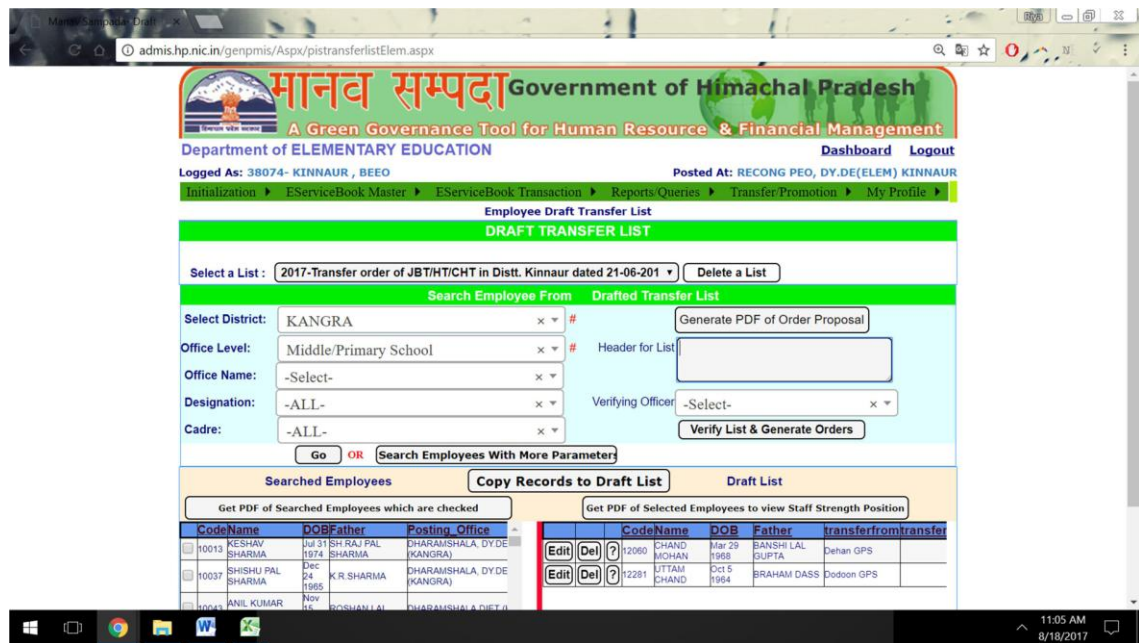 Manav Sampada- Draft
Riya
admis.hp.nic.in/genpmis/Aspx/pistransferlistElem.aspx
मानव सम्पदा Government of Himachal Pradesh
A Green Governance Tool for Human Resource & Financial Management
Department of ELEMENTARY EDUCATION Dashboard Logout
Logged As: 38074- KINNAUR , BEEO Posted At: RECONG PEO, DY.DE(ELEM) KINNAUR
Initialization EServiceBook Master EServiceBook Transaction Reports/Queries Transfer/Promotion My Profile
Employee Draft Transfer List
DRAFT TRANSFER LIST
Select a List : 2017-Transfer order of JBT/HT/CHT in Distt. Kinnaur dated 21-06-201 Delete a List
Search Employee From Drafted Transfer List
Select District: KANGRA × # Generate PDF of Order Proposal
Office Level: Middle/Primary School × # Header for List
Office Name: -Select- ×
Designation: -ALL- × Verifying Officer -Select- ×
Cadre: -ALL- × Verify List & Generate Orders
Go OR Search Employees With More Parameters
Searched Employees Copy Records to Draft List Draft List
Get PDF of Searched Employees which are checked Get PDF of Selected Employees to view Staff Strength Position
Code Name DOB Father Posting_Office Code Name DOB Father transferfrom transfer
10013 KESHAV SHARMA Jul 31 1974 SH.RAJ PAL SHARMA DHARAMSHALA, DY.DE (KANGRA)
Edit Del ? 12060 CHAND MOHAN Mar 29 1968 BANSHI LAL GUPTA Dehan GPS
10037 SHISHU PAL SHARMA Dec 24 1965 K.R.SHARMA DHARAMSHALA, DY.DE (KANGRA)
Edit Del ? 12281 UTTAM CHAND Oct 5 1964 BRAHAM DASS Dodoon GPS
10043 ANIL KUMAR Nov 15 ROSHAN LAL DHARAMSHALA DIET
11:05 AM
8/18/2017